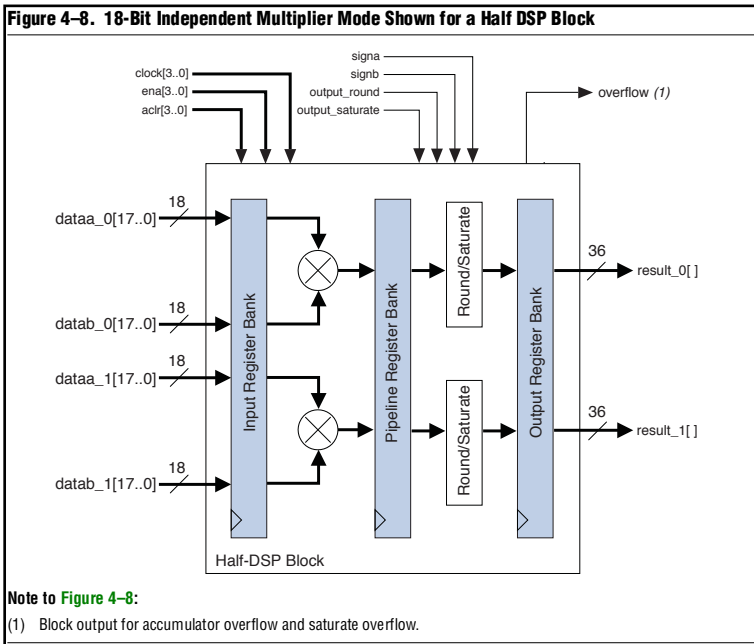 Figure 4–8. 18-Bit Independent Multiplier Mode Shown for a Half DSP Block
signa
signb
output_round
output_saturate
clock[3..0]
ena[3..0]
aclr[3..0]
overflow (1)
18
dataa_0[17..0]
18
datab_0[17..0]
18
dataa_1[17..0]
18
datab_1[17..0]
Input Register Bank
Pipeline Register Bank
Round/Saturate
Round/Saturate
Output Register Bank
36
result_0[ ]
36
result_1[ ]
Half-DSP Block
Note to Figure 4–8:
(1) Block output for accumulator overflow and saturate overflow.